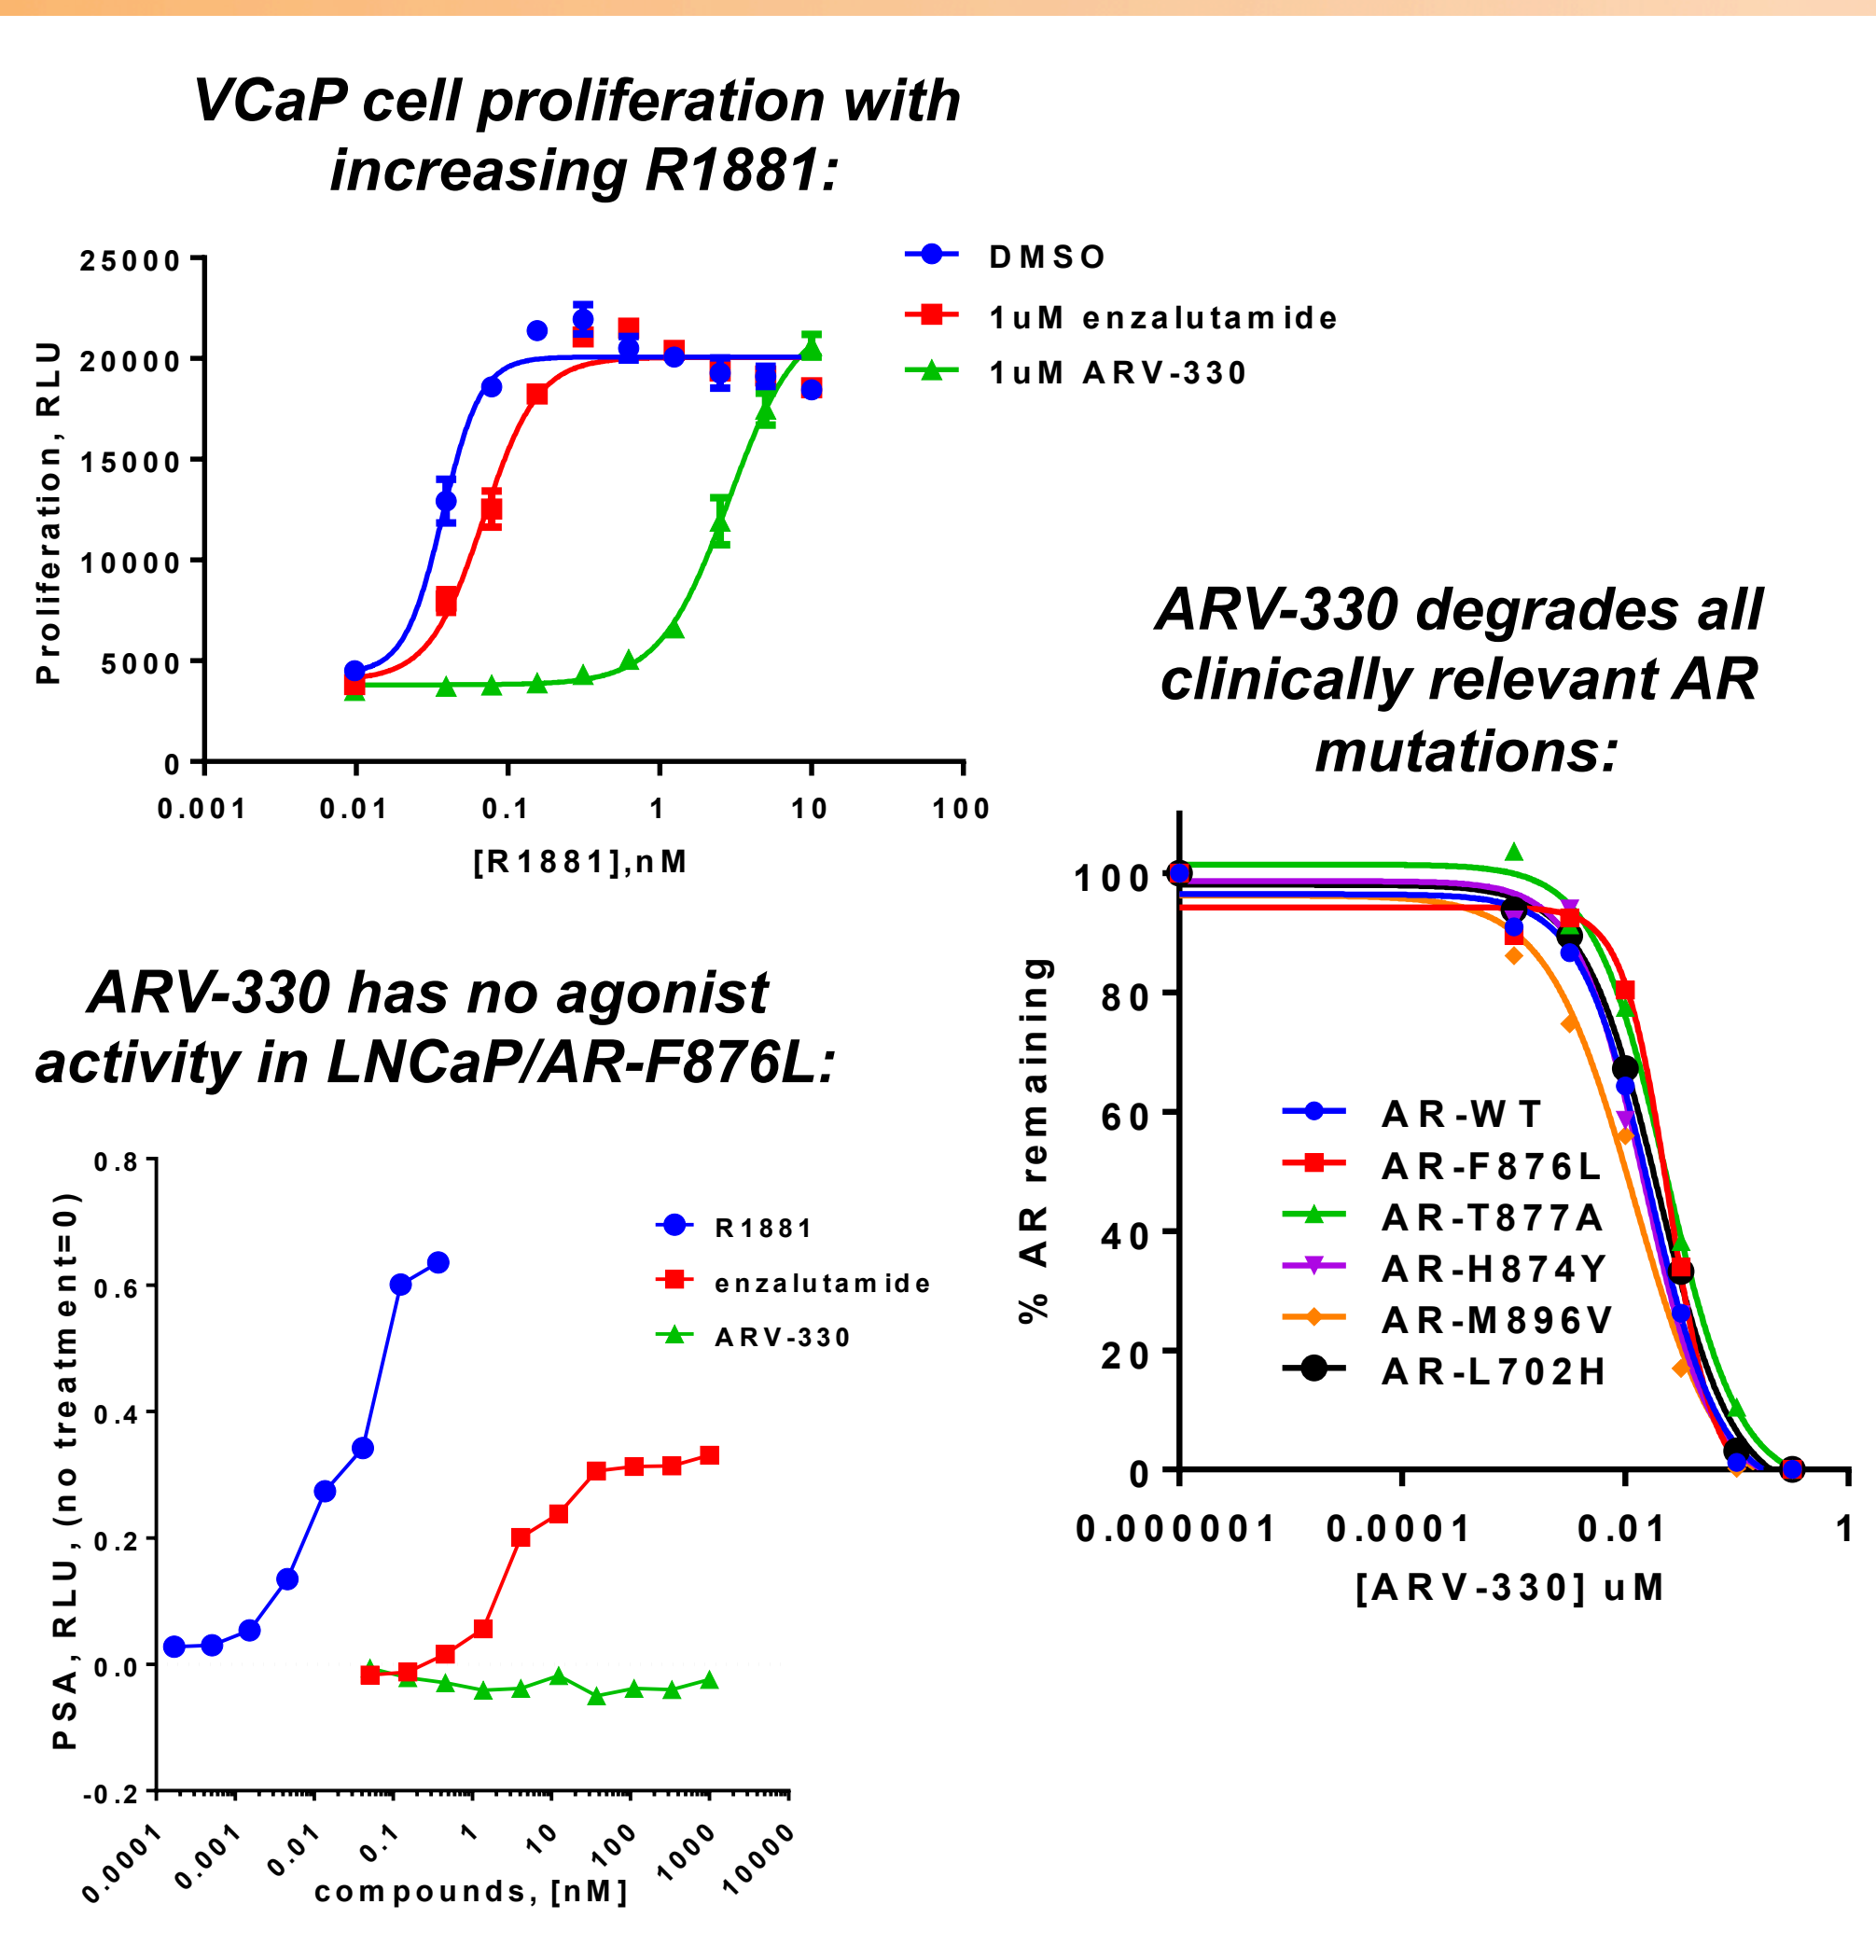 VCaP cell proliferation with
increasing R1881:
25000
20000
15000
10000
5000
0
Proliferation, RLU
0.001
0.01
0.1
1
10
100
[R1881],nM
DMSO
1uM enzalutamide
1uM ARV-330
ARV-330 degrades all
clinically relevant AR
mutations:
100
80
60
40
20
0
% AR remaining
AR-WT
AR-F876L
AR-T877A
AR-H874Y
AR-M896V
AR-L702H
0.000001
0.0001
0.01
1
[ARV-330] uM
ARV-330 has no agonist
activity in LNCaP/AR-F876L:
0.8
0.6
0.4
0.2
0.0
-0.2
PSA, RLU, (no treatment=0)
R1881
enzalutamide
ARV-330
0.0001
0.001
0.01
0.1
1
10
100
1000
10000
compounds, [nM]